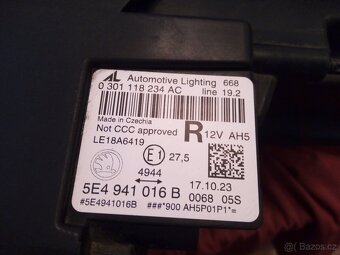 AL Automotive Lighting 668
0 301 118 234 AC line 19.2
Made in Czechia
Not CCC approved R 12V AH5
LE18A6419
E1 27,5
4944
17.10.23
5E4 941 016 B 0068 05S
#5E4941016B ###*900 AH5P01P1*=
bazos.cz